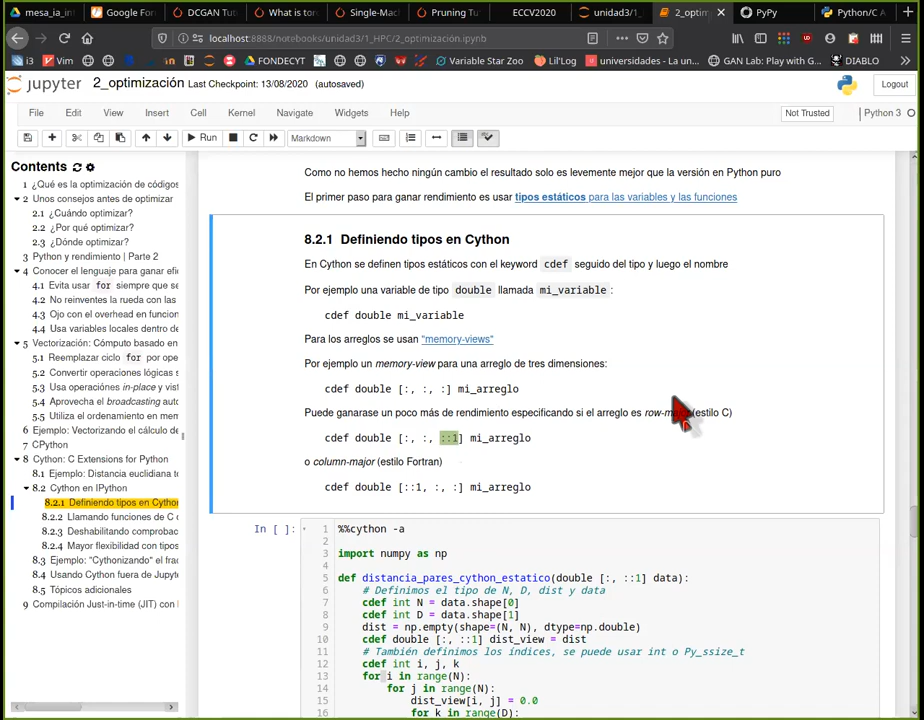 mesa_ia_in
Google For
DCGAN Tut
What is tor
Single-Mac
Pruning Tut
ECCV2020
unidad3/1_
2_optim
PyPy
Python/C A
localhost:8888/notebooks/unidad3/1_HPC/2_optimización.ipynb
i3
Vim
FONDECYT
Variable Star Zoo
Lil'Log
universidades - La un...
GAN Lab: Play with G...
DIABLO
jupyter 2_optimización Last Checkpoint: 13/08/2020 (autosaved)
Logout
File Edit View Insert Cell Kernel Navigate Widgets Help
Not Trusted
Python 3
Run
Markdown
Contents
1 ¿Qué es la optimización de códigos
2 Unos consejos antes de optimizar
2.1 ¿Cuándo optimizar?
2.2 ¿Por qué optimizar?
2.3 ¿Dónde optimizar?
3 Python y rendimiento | Parte 2
4 Conocer el lenguaje para ganar efic
4.1 Evita usar for siempre que se
4.2 No reinventes la rueda con las
4.3 Ojo con el overhead en funcion
4.4 Usa variables locales dentro de
5 Vectorización: Cómputo basado en
5.1 Reemplazar ciclo for por ope
5.2 Convertir operaciones lógicas s
5.3 Usa operaciónes in-place y vist
5.4 Aprovecha el broadcasting auto
5.5 Utiliza el ordenamiento en mem
6 Ejemplo: Vectorizando el cálculo de
7 CPython
8 Cython: C Extensions for Python
8.1 Ejemplo: Distancia euclidiana to
8.2 Cython en IPython
8.2.1 Definiendo tipos en Cython
8.2.2 Llamando funciones de C d
8.2.3 Deshabilitando comprobac
8.2.4 Mayor flexibilidad con tipos
8.3 Ejemplo: "Cythonizando" el frac
8.4 Usando Cython fuera de Jupyte
8.5 Tópicos adicionales
9 Compilación Just-in-time (JIT) con
Como no hemos hecho ningún cambio el resultado solo es levemente mejor que la versión en Python puro
El primer paso para ganar rendimiento es usar tipos estáticos para las variables y las funciones
8.2.1 Definiendo tipos en Cython
En Cython se definen tipos estáticos con el keyword cdef seguido del tipo y luego el nombre
Por ejemplo una variable de tipo double llamada mi_variable :
cdef double mi_variable
Para los arreglos se usan "memory-views"
Por ejemplo un memory-view para una arreglo de tres dimensiones:
cdef double [:, :, :] mi_arreglo
Puede ganarase un poco más de rendimiento especificando si el arreglo es (estilo C)
cdef double [:, :, ::1] mi_arreglo
o column-major (estilo Fortran)
cdef double [::1, :, :] mi_arreglo
In [ ]:
1 %%cython -a
2
3 import numpy as np
4
5 def distancia_pares_cython_estatico(double [:, ::1] data):
6 # Definimos el tipo de N, D, dist y data
7 cdef int N = data.shape[0]
8 cdef int D = data.shape[1]
9 dist = np.empty(shape=(N, N), dtype=np.double)
10 cdef double [:, ::1] dist_view = dist
11 # También definimos los índices, se puede usar int o Py_ssize_t
12 cdef int i, j, k
13 for i in range(N):
14 for j in range(N):
15 dist_view[i, j] = 0.0
16 for k in range(D):